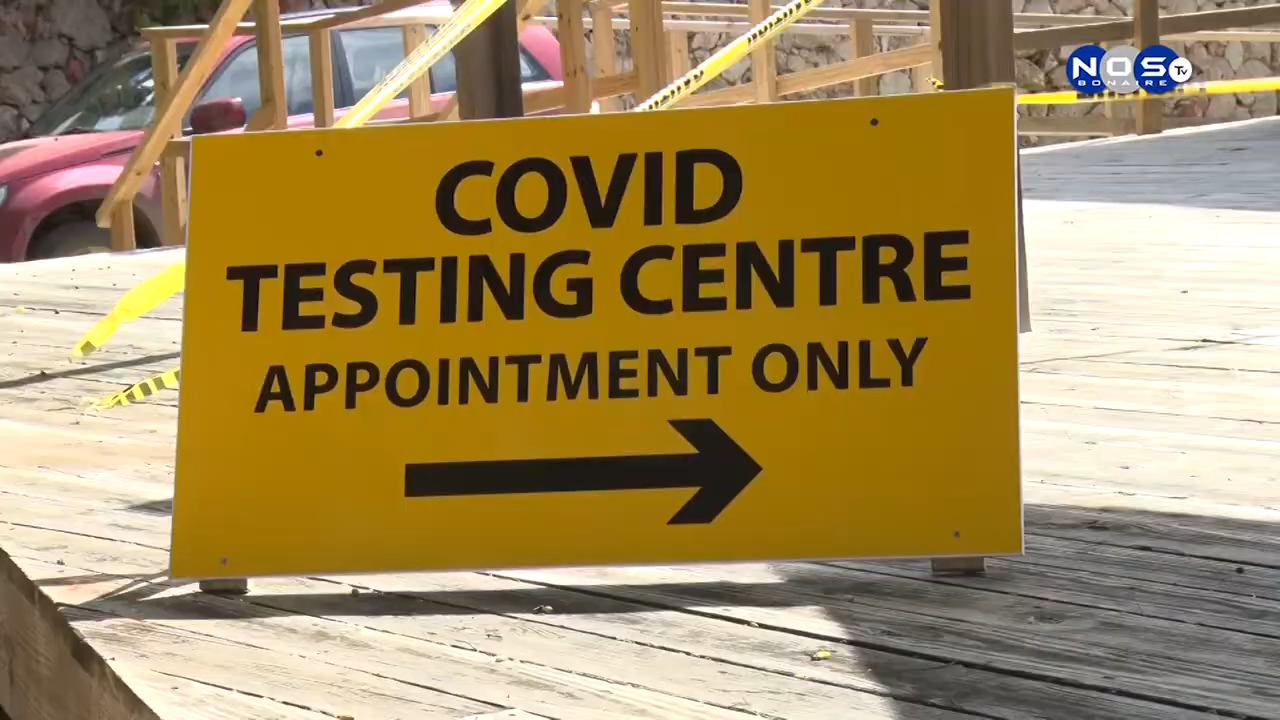 NOS TV
BONAIRE
COVID
TESTING CENTRE
APPOINTMENT ONLY